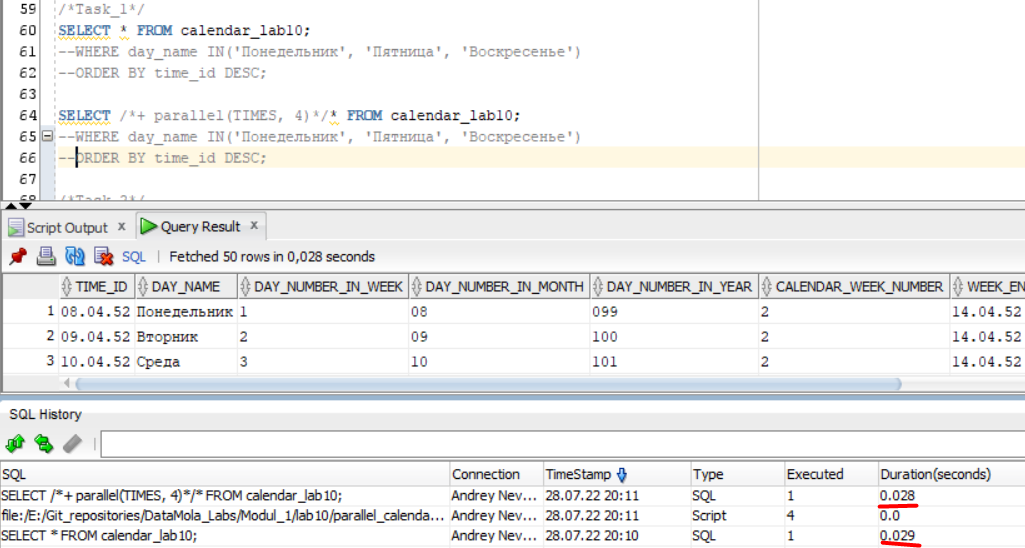 59 /*Task_1*/
60 SELECT * FROM calendar_lab10;
61 --WHERE day_name IN('Понедельник', 'Пятница', 'Воскресенье')
62 --ORDER BY time_id DESC;
63
64 SELECT /*+ parallel(TIMES, 4)*/* FROM calendar_lab10;
65 --WHERE day_name IN('Понедельник', 'Пятница', 'Воскресенье')
66 --ORDER BY time_id DESC;
67
68 /*Task_2*/
Script Output x Query Result x
SQL | Fetched 50 rows in 0,028 seconds
TIME_ID DAY_NAME DAY_NUMBER_IN_WEEK DAY_NUMBER_IN_MONTH DAY_NUMBER_IN_YEAR CALENDAR_WEEK_NUMBER WEEK_EN
1 08.04.52 Понедельник 1 08 099 2 14.04.52
2 09.04.52 Вторник 2 09 100 2 14.04.52
3 10.04.52 Среда 3 10 101 2 14.04.52
SQL History
SQL Connection TimeStamp Type Executed Duration(seconds)
SELECT /*+ parallel(TIMES, 4)*/* FROM calendar_lab10; Andrey Nev... 28.07.22 20:11 SQL 1 0.028
file:/E:/Git_repositories/DataMola_Labs/Modul_1/lab10/parallel_calenda... Andrey Nev... 28.07.22 20:11 Script 4 0.0
SELECT * FROM calendar_lab10; Andrey Nev... 28.07.22 20:10 SQL 1 0.029